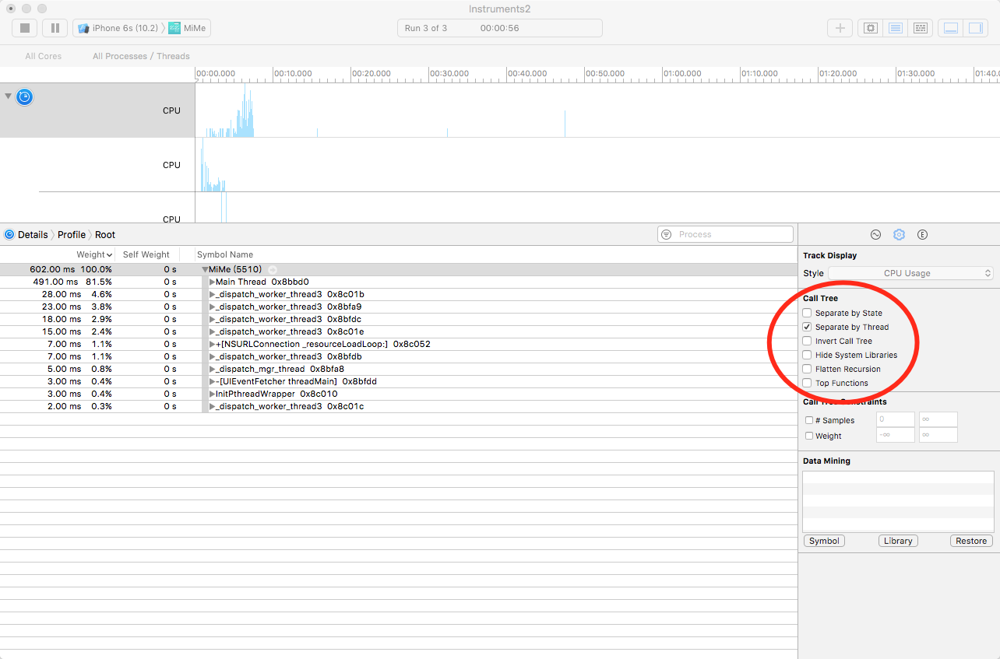 Instruments2
iPhone 6s (10.2) MiMe
Run 3 of 3 00:00:56
All Cores All Processes / Threads
00:00.000 00:10.000 00:20.000 00:30.000 00:40.000 00:50.000 01:00.000 01:10.000 01:20.000 01:30.000 01:40.0
CPU
CPU
CPU
Details Profile Root
Process
Weight Self Weight Symbol Name
602.00 ms 100.0% 0 s MiMe (5510)
491.00 ms 81.5% 0 s Main Thread 0x8bbd0
28.00 ms 4.6% 0 s _dispatch_worker_thread3 0x8c01b
23.00 ms 3.8% 0 s _dispatch_worker_thread3 0x8bfa9
18.00 ms 2.9% 0 s _dispatch_worker_thread3 0x8bfdc
15.00 ms 2.4% 0 s _dispatch_worker_thread3 0x8c01e
7.00 ms 1.1% 0 s +[NSURLConnection _resourceLoadLoop:] 0x8c052
7.00 ms 1.1% 0 s _dispatch_worker_thread3 0x8bfdb
5.00 ms 0.8% 0 s _dispatch_mgr_thread 0x8bfa8
3.00 ms 0.4% 0 s -[UIEventFetcher threadMain] 0x8bfdd
3.00 ms 0.4% 0 s InitPthreadWrapper 0x8c010
2.00 ms 0.3% 0 s _dispatch_worker_thread3 0x8c01c
E
Track Display
Style CPU Usage
Call Tree
Separate by State
Separate by Thread
Invert Call Tree
Hide System Libraries
Flatten Recursion
Top Functions
Call Tree Constraints
# Samples 0 ∞
Weight -∞ ∞
Data Mining
Symbol Library Restore